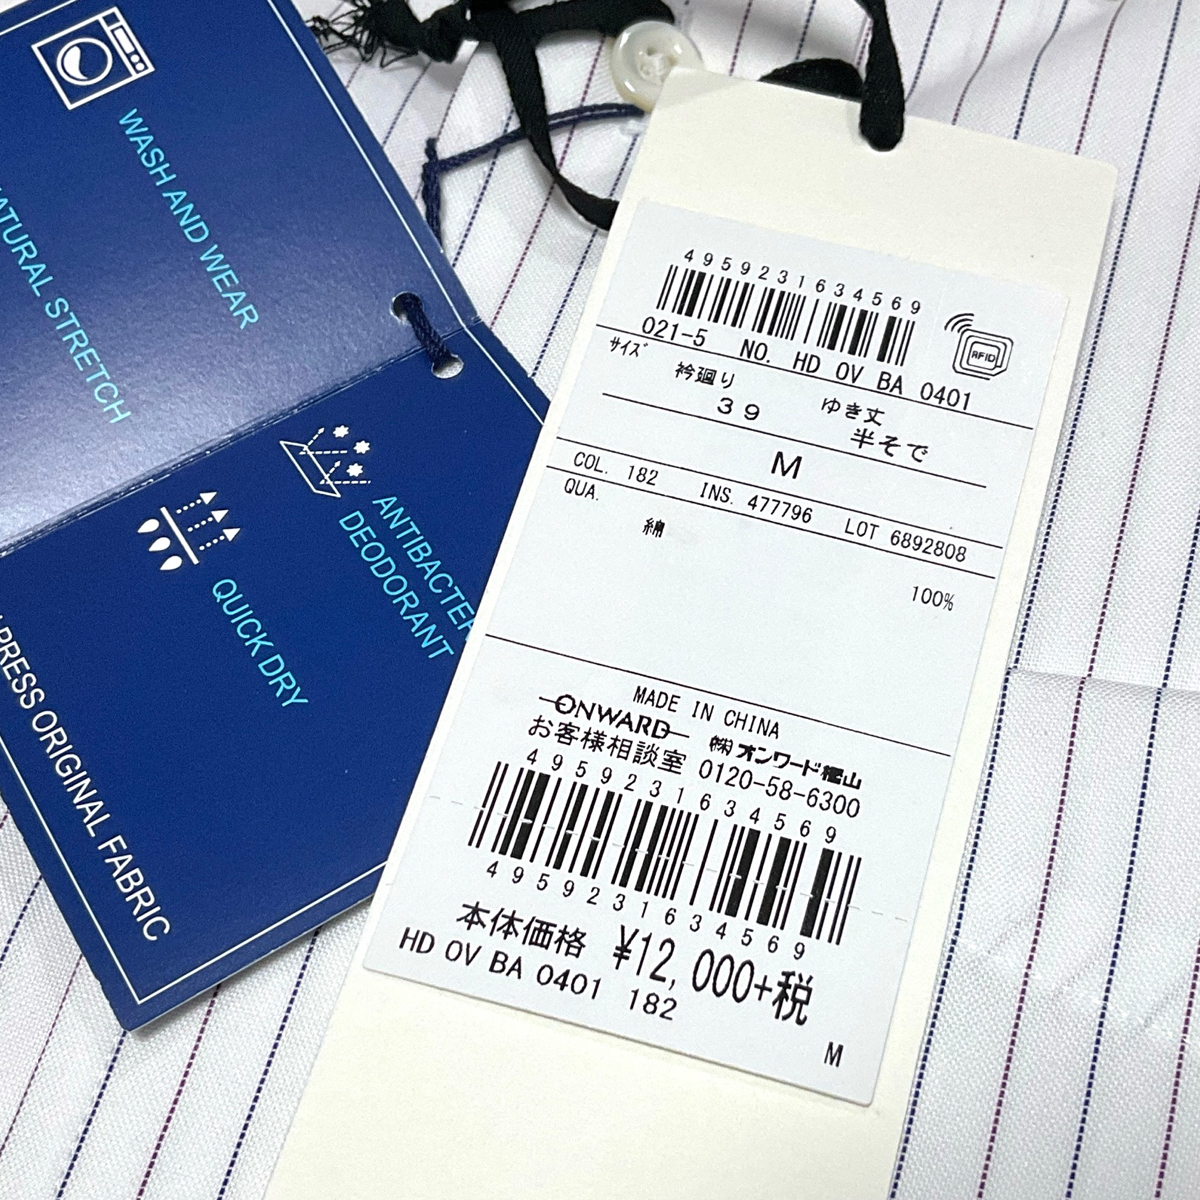 WASH AND WEAR
NATURAL STRETCH
ANTIBACTER
DEODORANT
QUICK DRY
PRESS ORIGINAL FABRIC
4959231634569
RFID
021-5 NO. HD OV BA 0401
サイズ 衿廻り ゆき丈
39 半そで
M
COL. 182 INS. 477796 LOT 6892808
QUA.
綿
100%
MADE IN CHINA
ONWARD ㈱オンワード樫山
お客様相談室 0120-58-6300
4959231634569
4959231634569
本体価格 ¥12,000+税
HD OV BA 0401 182
M